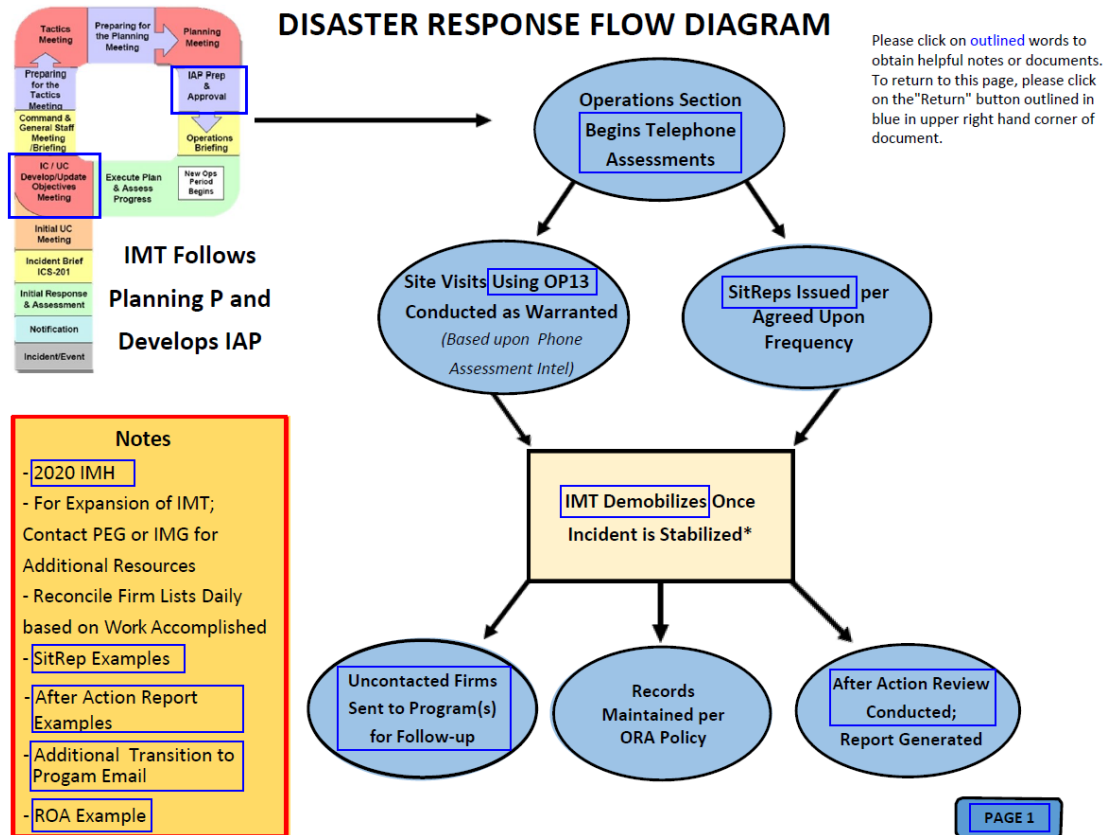 DISASTER RESPONSE FLOW DIAGRAM
Please click on outlined words to
obtain helpful notes or documents.
To return to this page, please click
on the"Return" button outlined in
blue in upper right hand corner of
document.
Tactics
Meeting
Preparing for
the Planning
Meeting
Planning
Meeting
Preparing
for the
Tactics
Meeting
IAP Prep
&
Approval
Command &
General Staff
Meeting
/Briefing
Operations
Briefing
IC / UC
Develop/Update
Objectives
Meeting
Execute Plan
& Assess
Progress
New Ops
Period
Begins
Initial UC
Meeting
Incident Brief
ICS-201
Initial Response
& Assessment
Notification
Incident/Event
IMT Follows
Planning P and
Develops IAP
Operations Section
Begins Telephone
Assessments
Site Visits Using OP13
Conducted as Warranted
(Based upon Phone
Assessment Intel)
SitReps Issued per
Agreed Upon
Frequency
IMT Demobilizes Once
Incident is Stabilized*
Uncontacted Firms
Sent to Program(s)
for Follow-up
Records
Maintained per
ORA Policy
After Action Review
Conducted;
Report Generated
Notes
- 2020 IMH
- For Expansion of IMT;
Contact PEG or IMG for
Additional Resources
- Reconcile Firm Lists Daily
based on Work Accomplished
- SitRep Examples
- After Action Report
Examples
- Additional Transition to
Progam Email
- ROA Example
PAGE 1